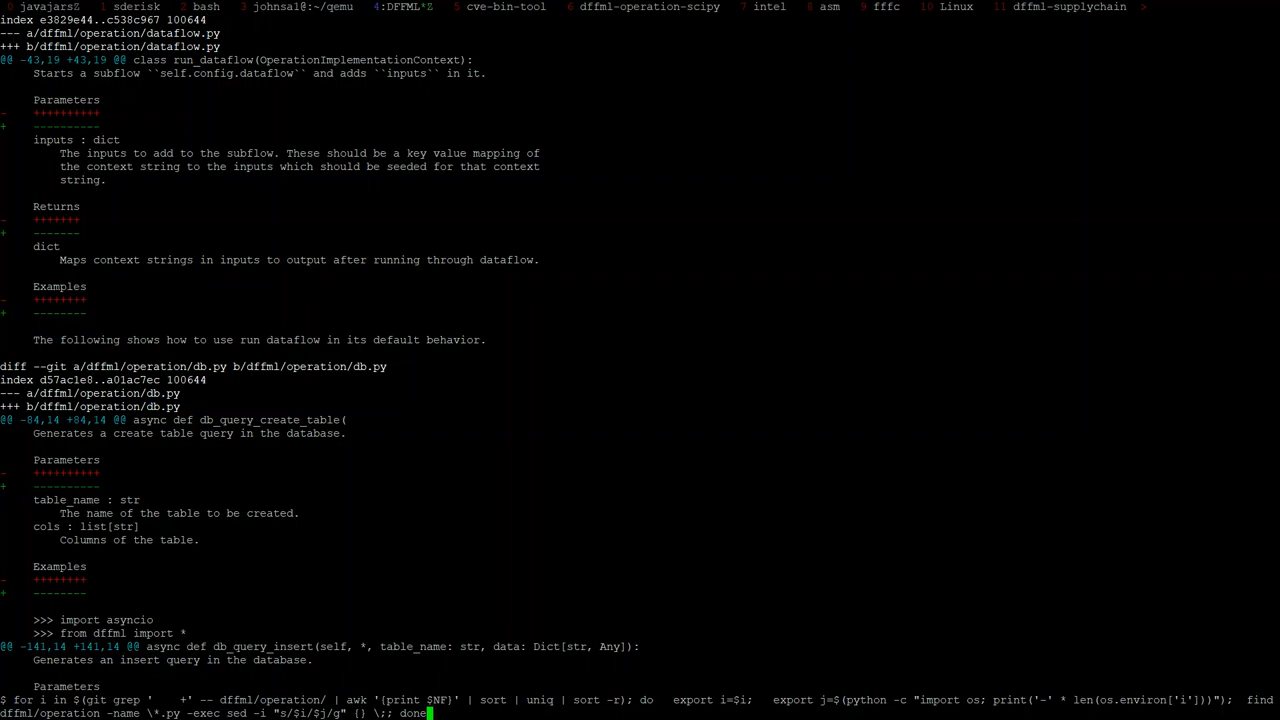 0 javajarsZ 1 sderisk 2 bash 3 johnsa1@:~/qemu 4:DFFML*Z 5 cve-bin-tool 6 dffml-operation-scipy 7 intel 8 asm 9 fffc 10 Linux 11 dffml-supplychain >
index e3829e44..c538c967 100644
--- a/dffml/operation/dataflow.py
+++ b/dffml/operation/dataflow.py
@@ -43,19 +43,19 @@ class run_dataflow(OperationImplementationContext):
Starts a subflow ``self.config.dataflow`` and adds ``inputs`` in it.
Parameters
- ++++++++++
+ ----------
inputs : dict
The inputs to add to the subflow. These should be a key value mapping of
the context string to the inputs which should be seeded for that context
string.
Returns
- +++++++
+ -------
dict
Maps context strings in inputs to output after running through dataflow.
Examples
- ++++++++
+ --------
The following shows how to use run dataflow in its default behavior.
diff --git a/dffml/operation/db.py b/dffml/operation/db.py
index d57ac1e8..a01ac7ec 100644
--- a/dffml/operation/db.py
+++ b/dffml/operation/db.py
@@ -84,14 +84,14 @@ async def db_query_create_table(
Generates a create table query in the database.
Parameters
- ++++++++++
+ ----------
table_name : str
The name of the table to be created.
cols : list[str]
Columns of the table.
Examples
- ++++++++
+ --------
>>> import asyncio
>>> from dffml import *
@@ -141,14 +141,14 @@ async def db_query_insert(self, *, table_name: str, data: Dict[str, Any]):
Generates an insert query in the database.
Parameters
$ for i in $(git grep '    +' -- dffml/operation/ | awk '{print $NF}' | sort | uniq | sort -r); do   export i=$i;   export j=$(python -c "import os; print('-' * len(os.environ['i']))");   find
dffml/operation -name \*.py -exec sed -i "s/$i/$j/g" {} \;; done